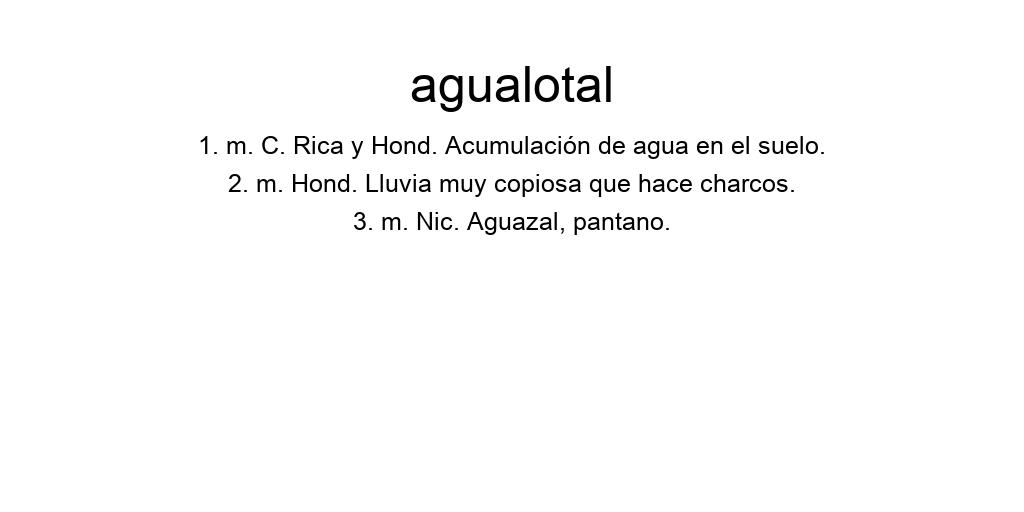 agualotal
1. m. C. Rica y Hond. Acumulación de agua en el suelo.
2. m. Hond. Lluvia muy copiosa que hace charcos.
3. m. Nic. Aguazal, pantano.